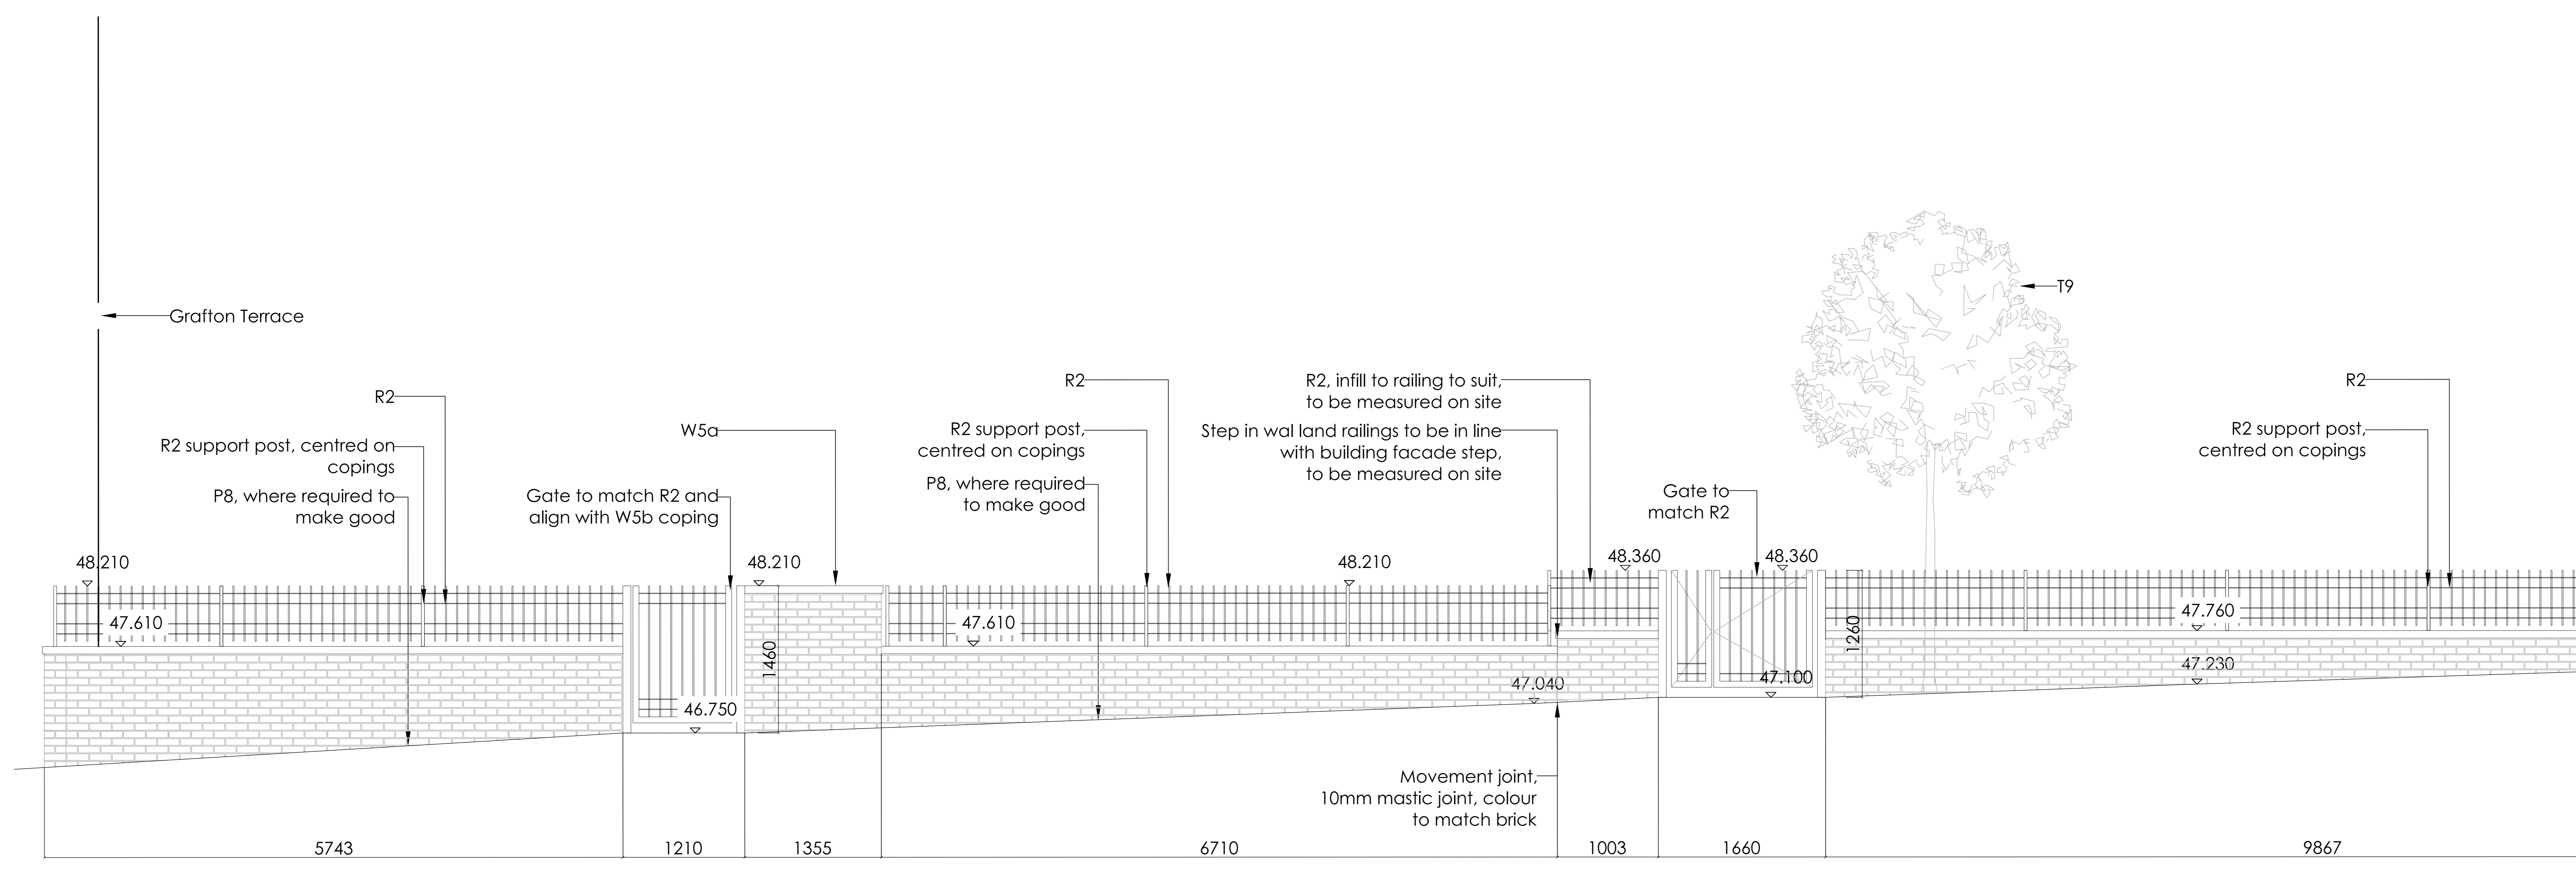 T9
Grafton Terrace
R2
R2 support post, centred on
copings
P8, where required to
make good
Gate to match R2 and
align with W5b coping
W5a
R2
R2 support post,
centred on copings
P8, where required
to make good
R2, infill to railing to suit,
to be measured on site
Step in wal land railings to be in line
with building facade step,
to be measured on site
Gate to
match R2
R2
R2 support post,
centred on copings
48.210
48.210
48.210
48.360
48.360
47.610
47.610
47.760
1460
1260
46.750
47.040
47.100
47.230
Movement joint,
10mm mastic joint, colour
to match brick
5743
1210
1355
6710
1003
1660
9867